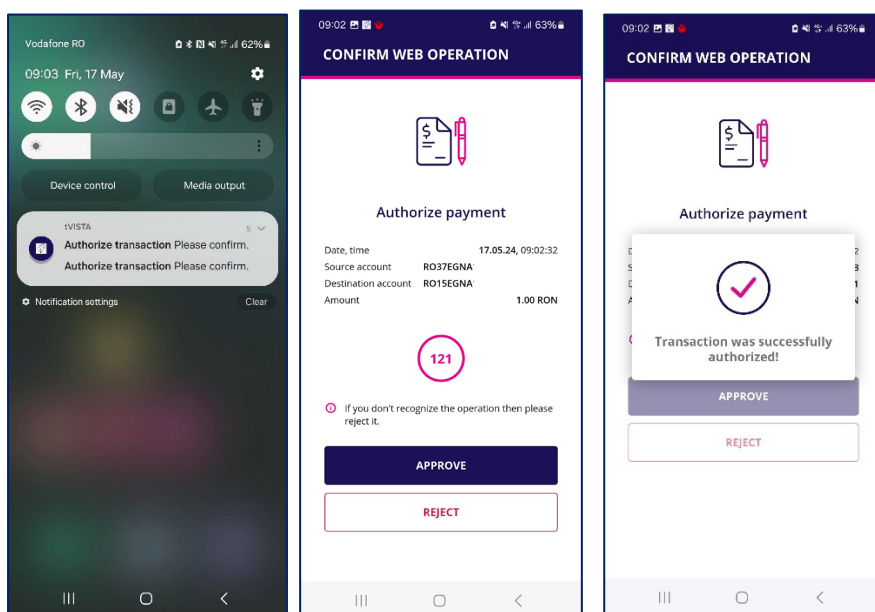 Vodafone RO
62%
09:03 Fri, 17 May
Device control
Media output
tVISTA
5
Authorize transaction Please confirm.
Authorize transaction Please confirm.
Notification settings
Clear
09:02
63%
CONFIRM WEB OPERATION
Authorize payment
Date, time 17.05.24, 09:02:32
Source account RO37EGNA
Destination account RO15EGNA
Amount 1.00 RON
121
If you don't recognize the operation then please
reject it.
APPROVE
REJECT
09:02
63%
CONFIRM WEB OPERATION
Authorize payment
Transaction was successfully
authorized!
APPROVE
REJECT